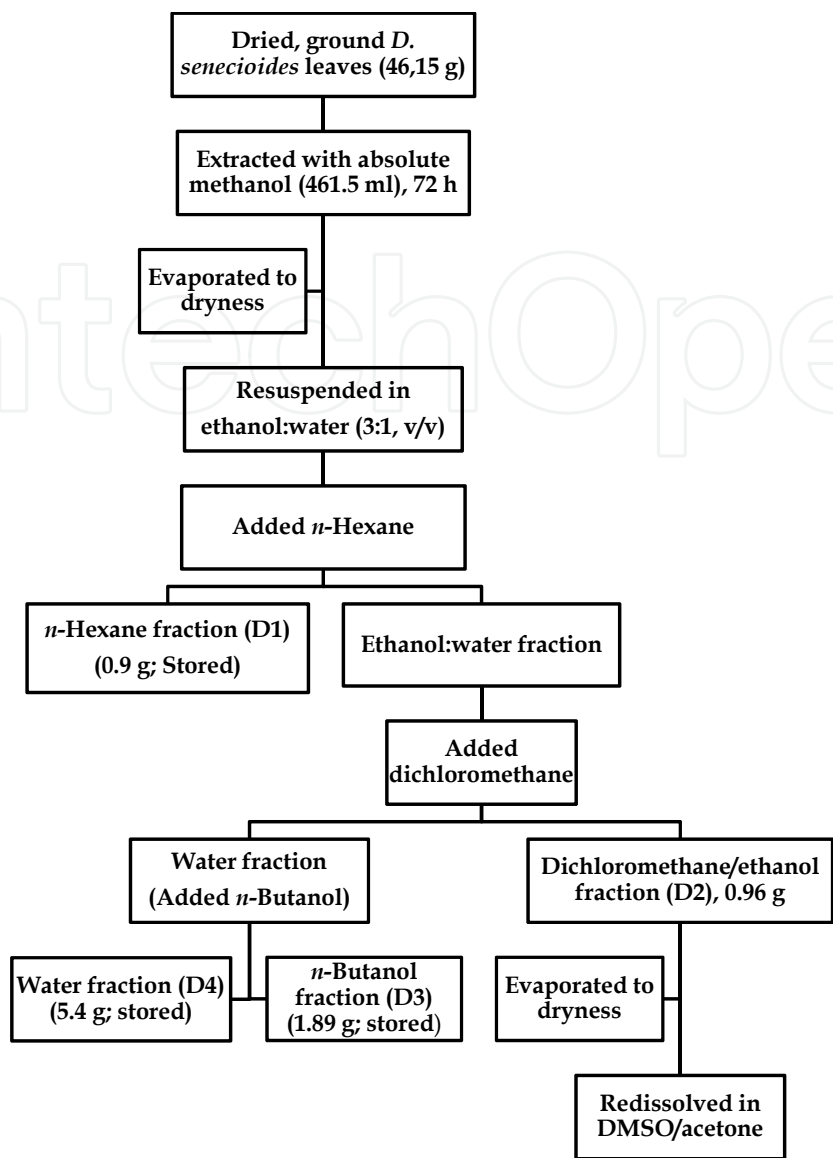 Dried, ground D.
senecioides leaves (46,15 g)
Extracted with absolute
methanol (461.5 ml), 72 h
Evaporated to
dryness
Resuspended in
ethanol:water (3:1, v/v)
Added n-Hexane
n-Hexane fraction (D1)
(0.9 g; Stored)
Ethanol:water fraction
Added
dichloromethane
Water fraction
(Added n-Butanol)
Dichloromethane/ethanol
fraction (D2), 0.96 g
Water fraction (D4)
(5.4 g; stored)
n-Butanol
fraction (D3)
(1.89 g; stored)
Evaporated to
dryness
Redissolved in
DMSO/acetone
ntechOpe